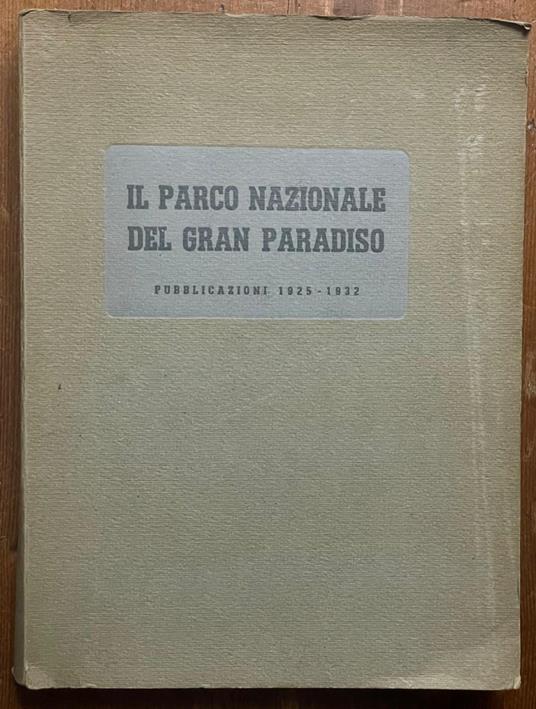 IL PARCO NAZIONALE
DEL GRAN PARADISO
PUBBLICAZIONI 1925-1932